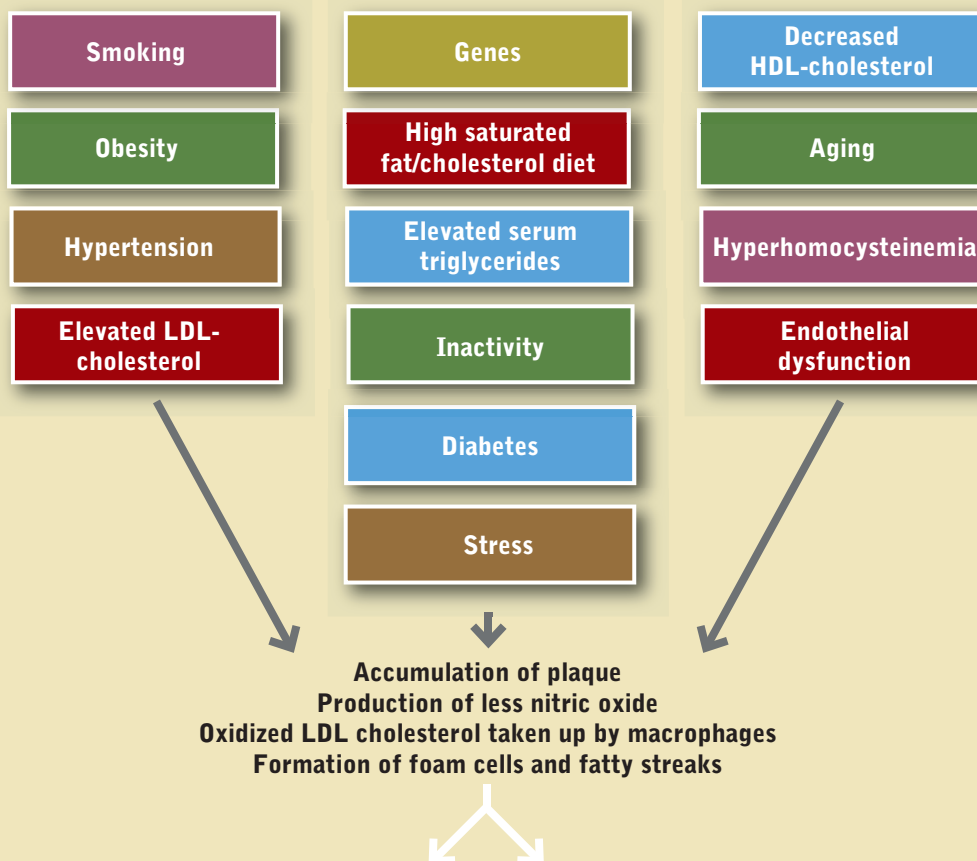 Smoking
Obesity
Hypertension
Elevated LDL-
cholesterol
Genes
High saturated
fat/cholesterol diet
Elevated serum
triglycerides
Inactivity
Diabetes
Stress
Decreased
HDL-cholesterol
Aging
Hyperhomocysteinemia
Endothelial
dysfunction
Accumulation of plaque
Production of less nitric oxide
Oxidized LDL cholesterol taken up by macrophages
Formation of foam cells and fatty streaks